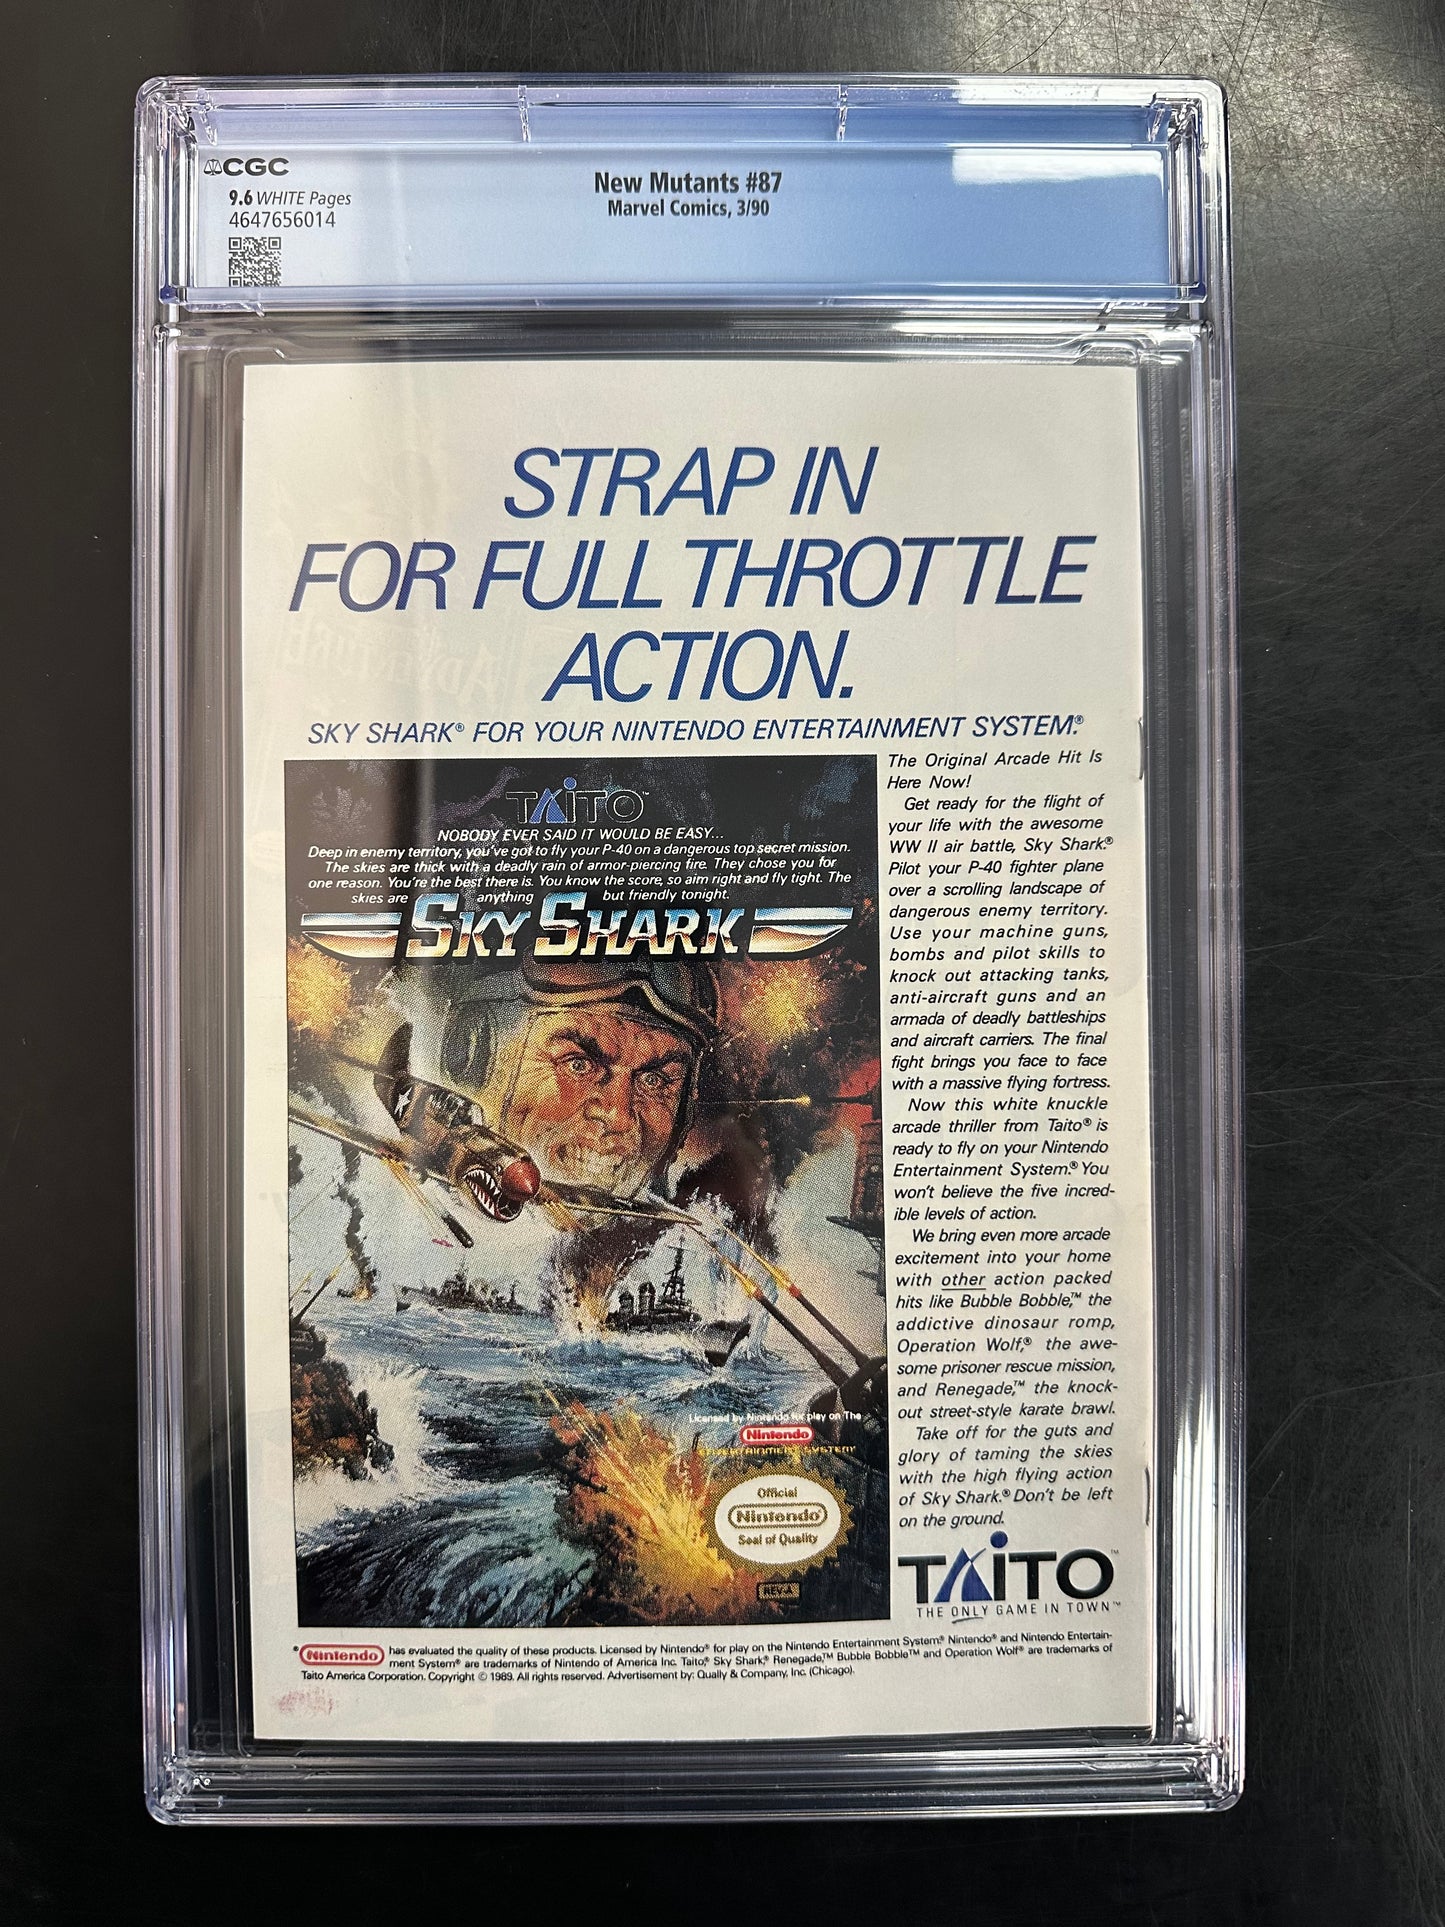 CGC
9.6 WHITE Pages
4647656014
New Mutants #87
Marvel Comics, 3/90
STRAP IN
FOR FULL THROTTLE
ACTION.
SKY SHARK® FOR YOUR NINTENDO ENTERTAINMENT SYSTEM.®
TAITO™
NOBODY EVER SAID IT WOULD BE EASY...
Deep in enemy territory, you've got to fly your P-40 on a dangerous top secret mission.
The skies are thick with a deadly rain of armor-piercing fire. They chose you for
one reason. You're the best there is. You know the score, so aim right and fly tight. The
skies are anything but friendly tonight.
SKY SHARK
Licensed by Nintendo for play on The
Nintendo
ENTERTAINMENT SYSTEM
Official
Nintendo®
Seal of Quality
REV-A
The Original Arcade Hit Is
Here Now!
Get ready for the flight of
your life with the awesome
WW II air battle, Sky Shark.®
Pilot your P-40 fighter plane
over a scrolling landscape of
dangerous enemy territory.
Use your machine guns,
bombs and pilot skills to
knock out attacking tanks,
anti-aircraft guns and an
armada of deadly battleships
and aircraft carriers. The final
fight brings you face to face
with a massive flying fortress.
Now this white knuckle
arcade thriller from Taito® is
ready to fly on your Nintendo
Entertainment System.® You
won't believe the five incred-
ible levels of action.
We bring even more arcade
excitement into your home
with other action packed
hits like Bubble Bobble,™ the
addictive dinosaur romp,
Operation Wolf,® the awe-
some prisoner rescue mission,
and Renegade,™ the knock-
out street-style karate brawl.
Take off for the guts and
glory of taming the skies
with the high flying action
of Sky Shark.® Don't be left
on the ground.
TAITO™
THE ONLY GAME IN TOWN™
® Nintendo has evaluated the quality of these products. Licensed by Nintendo® for play on the Nintendo Entertainment System.® Nintendo® and Nintendo Entertain-
ment System® are trademarks of Nintendo of America Inc. Taito,® Sky Shark,® Renegade,™ Bubble Bobble™ and Operation Wolf® are trademarks of
Taito America Corporation. Copyright © 1989. All rights reserved. Advertisement by: Qually & Company, Inc. (Chicago).